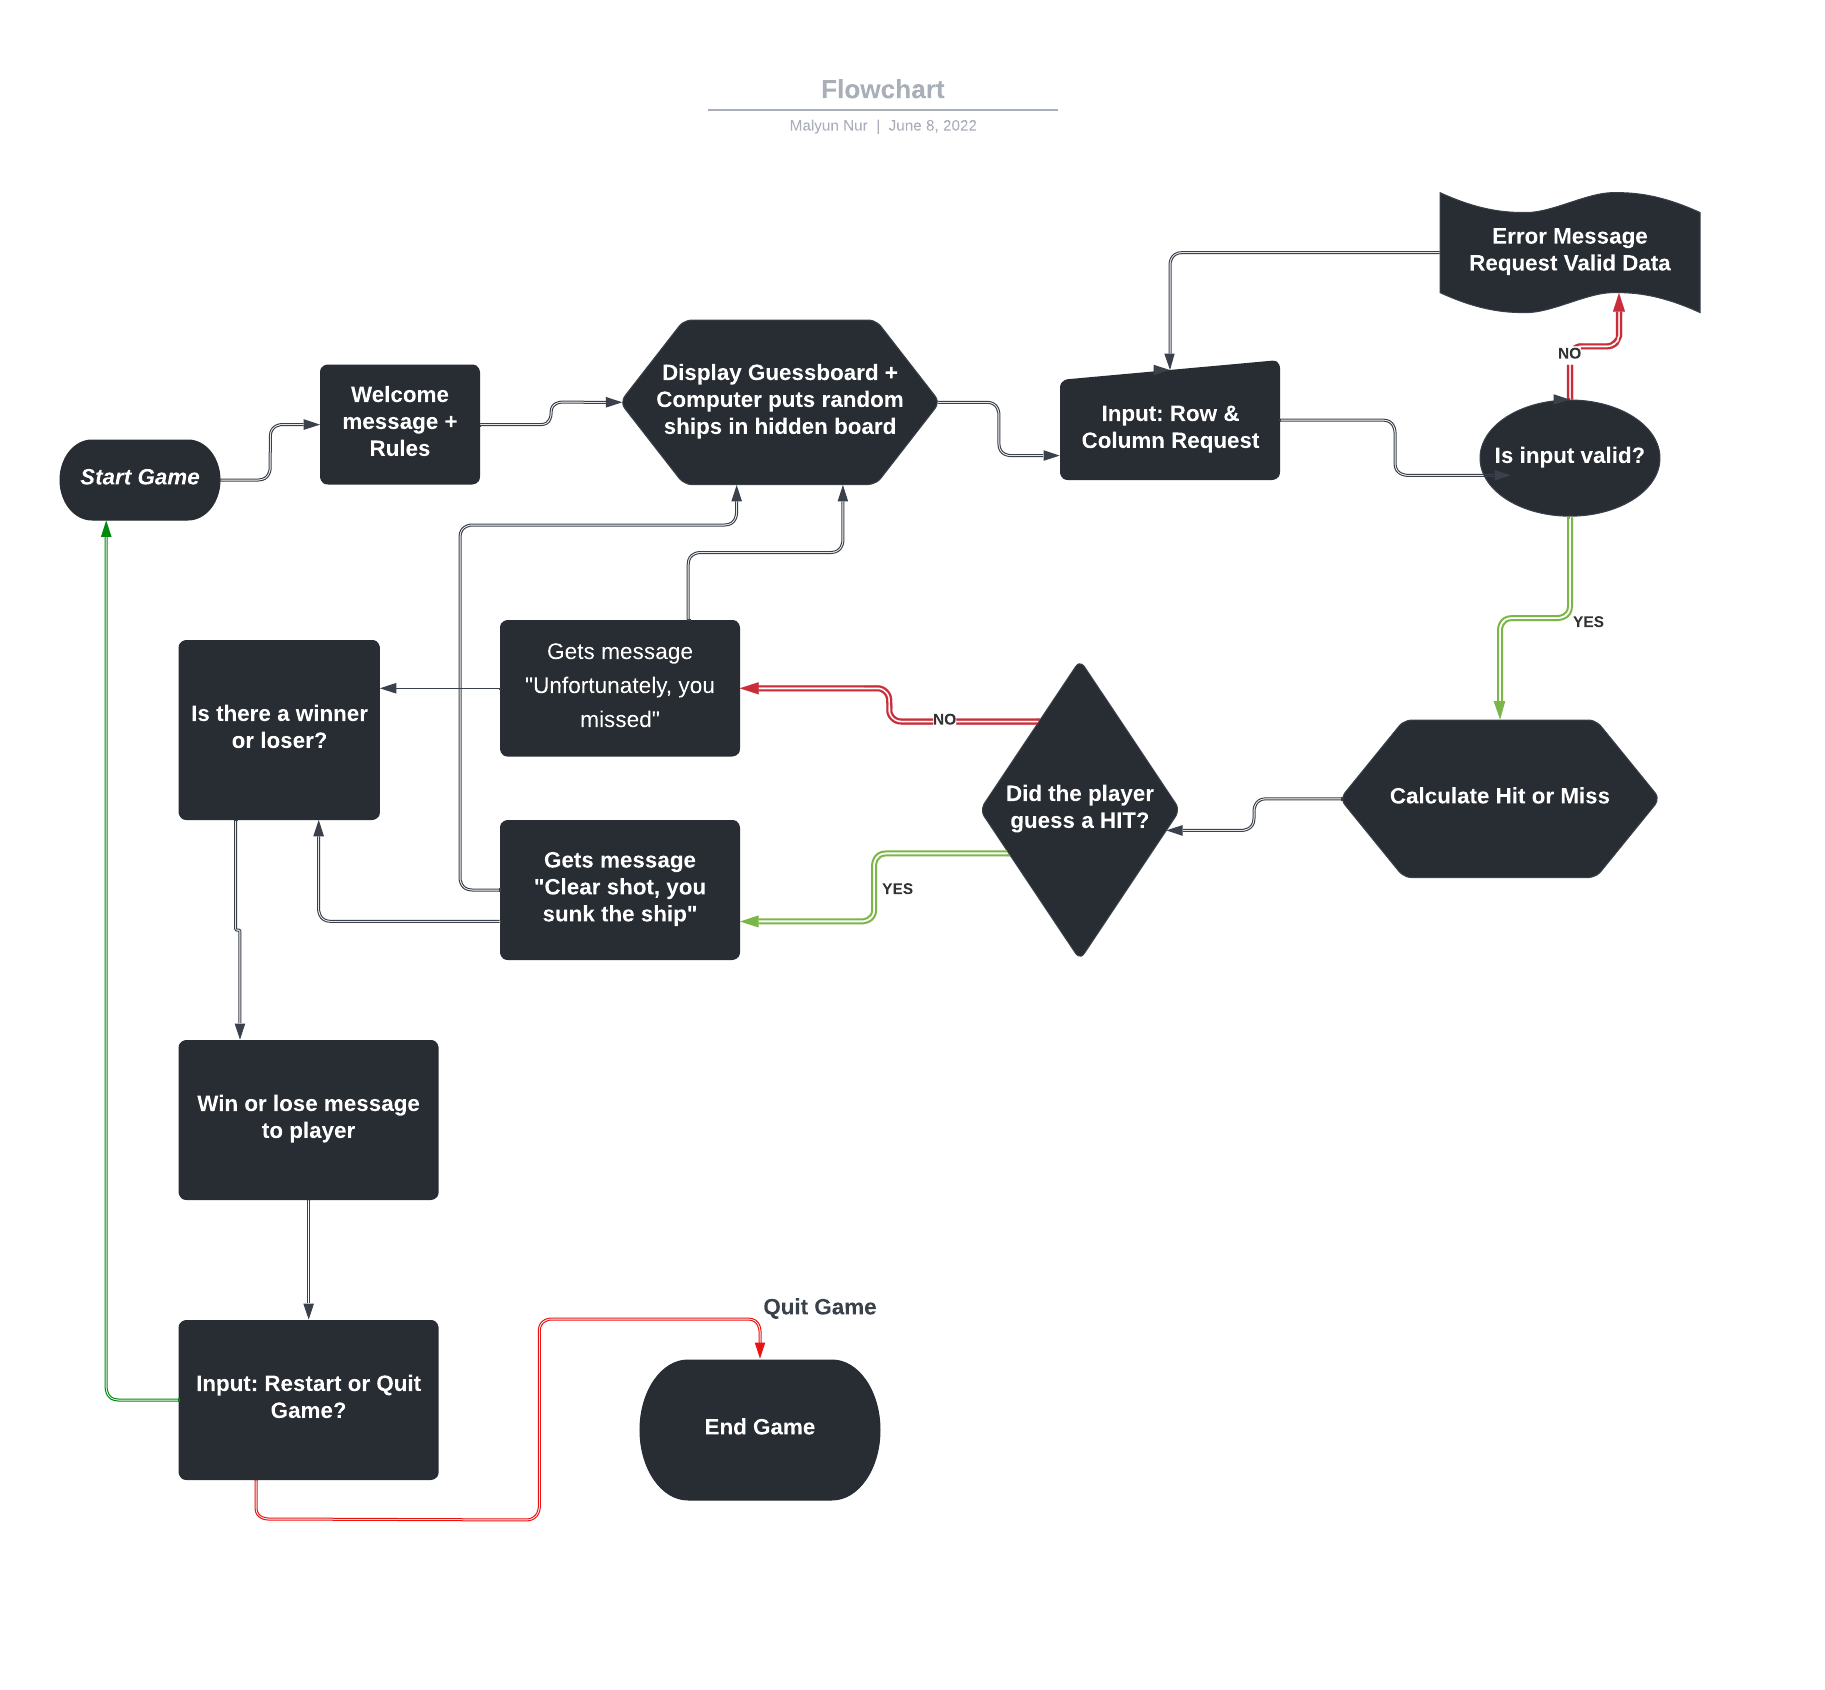 Flowchart
Malyun Nur | June 8, 2022
Error Message
Request Valid Data
NO
Display Guessboard +
Computer puts random
ships in hidden board
Welcome
message +
Rules
Input: Row &
Column Request
Is input valid?
Start Game
YES
Gets message
"Unfortunately, you
missed"
Is there a winner
or loser?
NO
Did the player
guess a HIT?
Calculate Hit or Miss
Gets message
"Clear shot, you
sunk the ship"
YES
Win or lose message
to player
Quit Game
Input: Restart or Quit
Game?
End Game